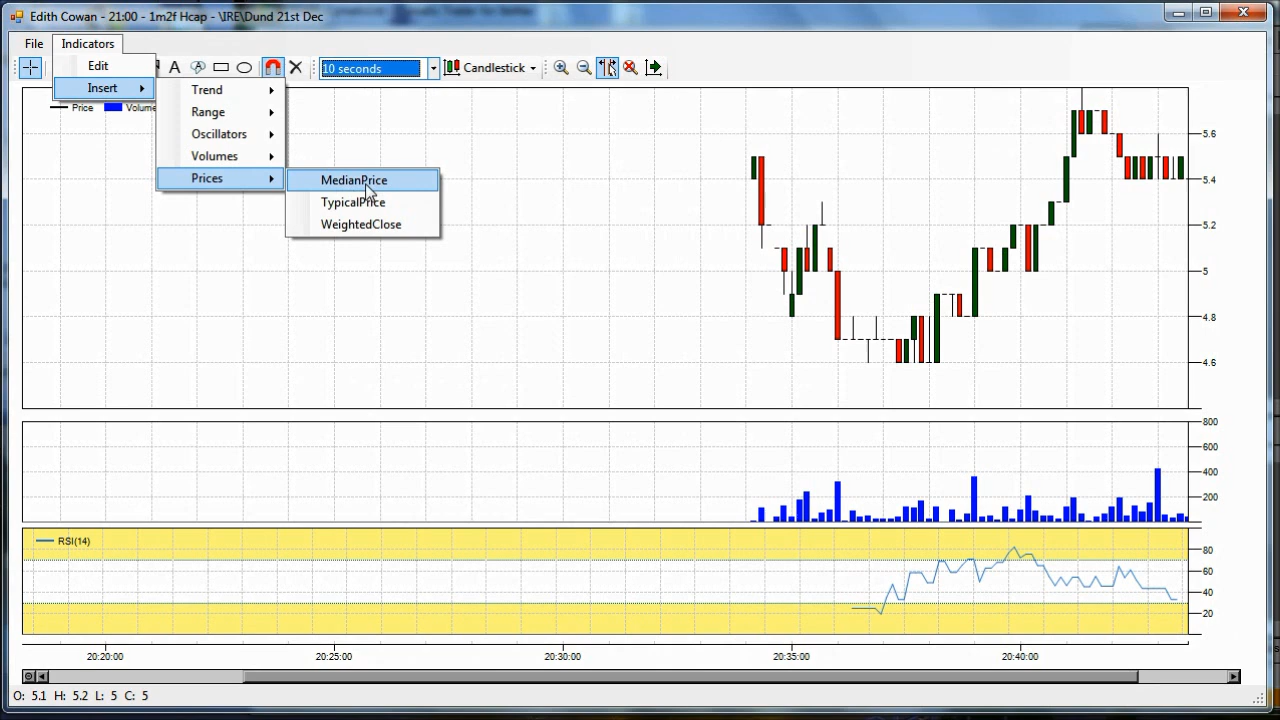 Edith Cowan - 21:00 - 1m2f Hcap - \IRE\Dund 21st Dec
File Indicators
Edit
A 10 seconds Candlestick
Insert
Trend
Price Volume
Range
Oscillators
5.6
Volumes
Prices
MedianPrice
5.4
TypicalPrice
WeightedClose
5.2
5
4.8
4.6
800
600
400
200
RSI(14)
80
60
40
20
20:20:00 20:25:00 20:30:00 20:35:00 20:40:00
O: 5.1 H: 5.2 L: 5 C: 5